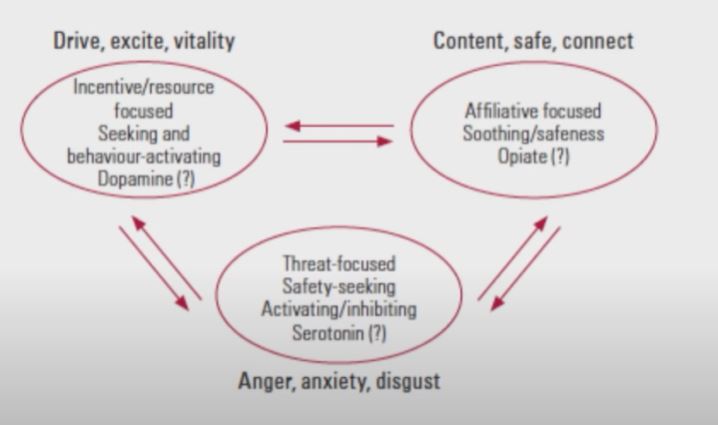 Drive, excite, vitality
Incentive/resource
focused
Seeking and
behaviour-activating
Dopamine (?)
Content, safe, connect
Affiliative focused
Soothing/safeness
Opiate (?)
Threat-focused
Safety-seeking
Activating/inhibiting
Serotonin (?)
Anger, anxiety, disgust